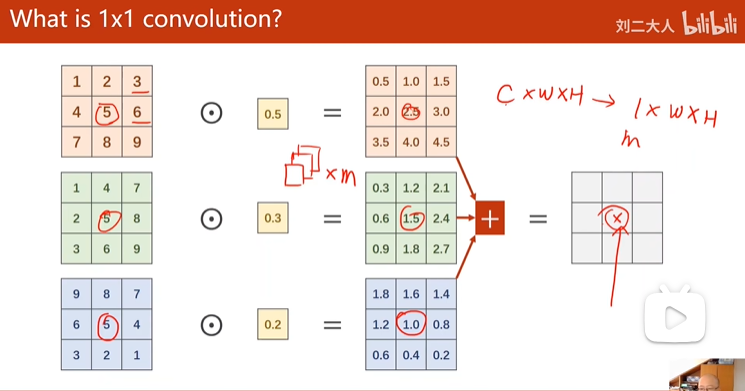 What is 1x1 convolution?
刘二大人 bilibili
1 2 3
4 5 6
7 8 9
⊙ 0.5 =
0.5 1.0 1.5
2.0 2.5 3.0
3.5 4.0 4.5
C×W×H → 1×W×H
m
×m
1 4 7
2 5 8
3 6 9
⊙ 0.3 =
0.3 1.2 2.1
0.6 1.5 2.4
0.9 1.8 2.7
+ =
×
9 8 7
6 5 4
3 2 1
⊙ 0.2 =
1.8 1.6 1.4
1.2 1.0 0.8
0.6 0.4 0.2